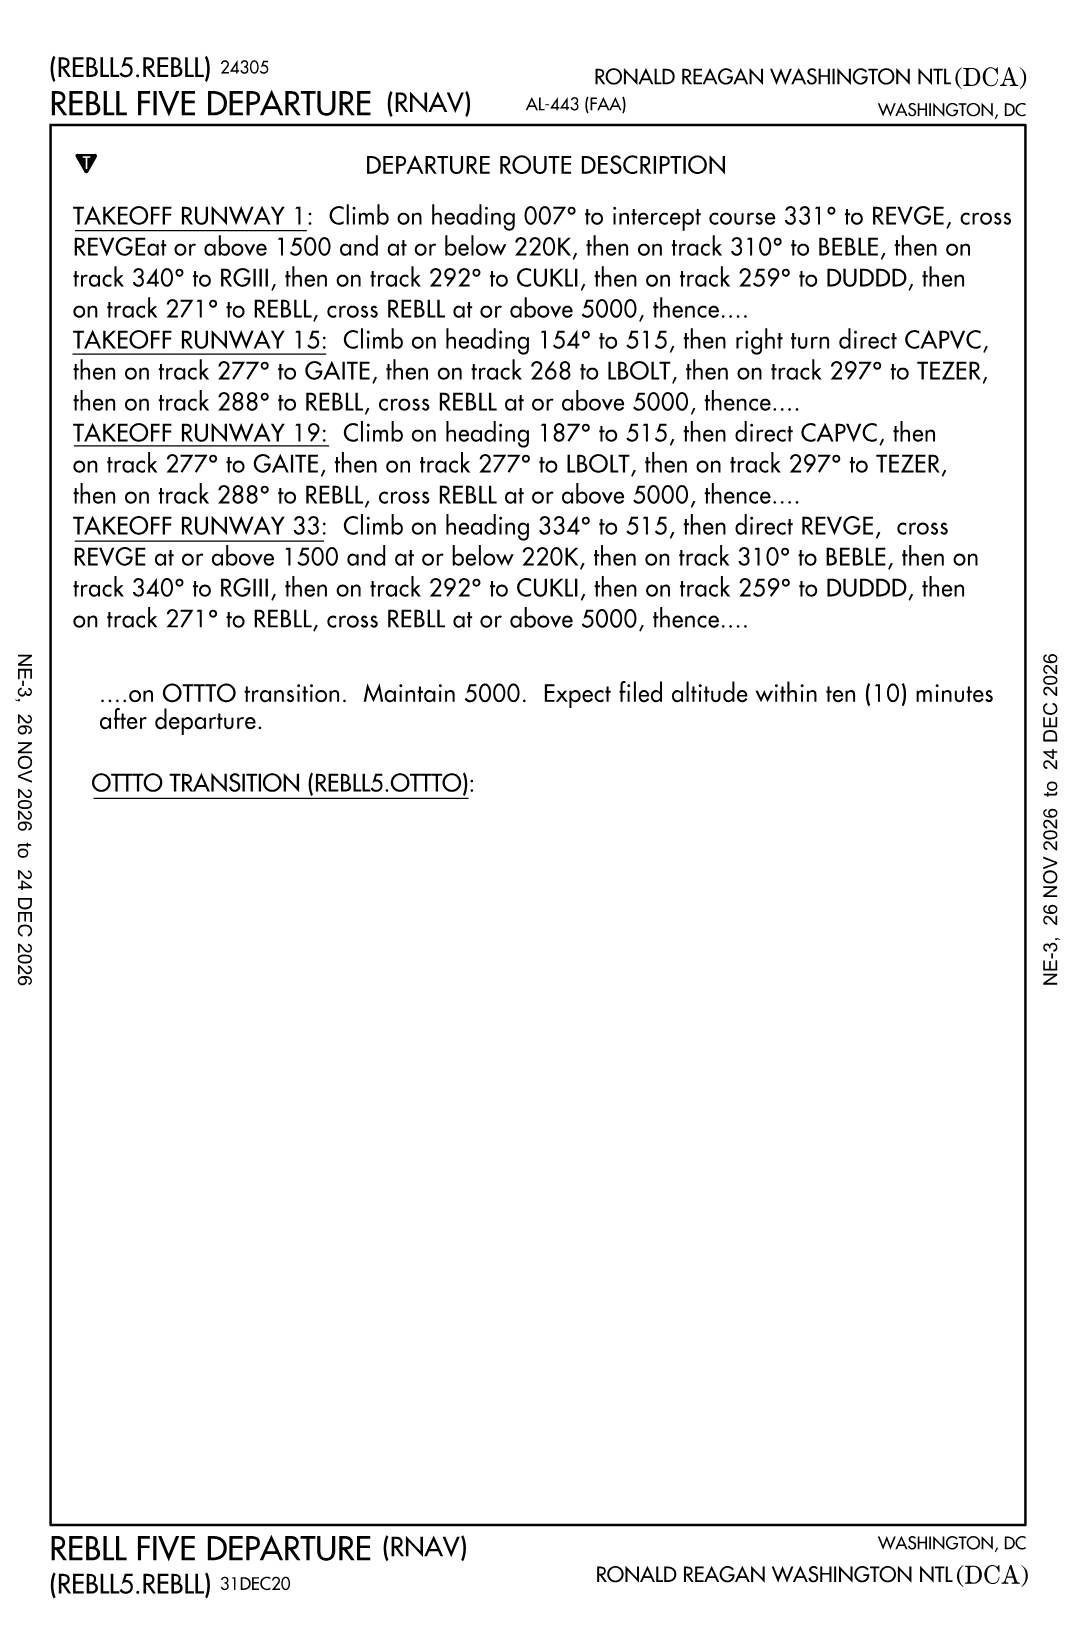 (REBLL5.REBLL) 24305
RONALD REAGAN WASHINGTON NTL (DCA)
REBLL FIVE DEPARTURE (RNAV)
AL-443 (FAA)
WASHINGTON, DC
T
DEPARTURE ROUTE DESCRIPTION
TAKEOFF RUNWAY 1: Climb on heading 007° to intercept course 331° to REVGE, cross
REVGEat or above 1500 and at or below 220K, then on track 310° to BEBLE, then on
track 340° to RGIII, then on track 292° to CUKLI, then on track 259° to DUDDD, then
on track 271° to REBLL, cross REBLL at or above 5000, thence....
TAKEOFF RUNWAY 15: Climb on heading 154° to 515, then right turn direct CAPVC,
then on track 277° to GAITE, then on track 268 to LBOLT, then on track 297° to TEZER,
then on track 288° to REBLL, cross REBLL at or above 5000, thence....
TAKEOFF RUNWAY 19: Climb on heading 187° to 515, then direct CAPVC, then
on track 277° to GAITE, then on track 277° to LBOLT, then on track 297° to TEZER,
then on track 288° to REBLL, cross REBLL at or above 5000, thence....
TAKEOFF RUNWAY 33: Climb on heading 334° to 515, then direct REVGE, cross
REVGE at or above 1500 and at or below 220K, then on track 310° to BEBLE, then on
track 340° to RGIII, then on track 292° to CUKLI, then on track 259° to DUDDD, then
on track 271° to REBLL, cross REBLL at or above 5000, thence....
....on OTTTO transition. Maintain 5000. Expect filed altitude within ten (10) minutes
after departure.
OTTTO TRANSITION (REBLL5.OTTTO):
NE-3, 26 NOV 2026 to 24 DEC 2026
NE-3, 26 NOV 2026 to 24 DEC 2026
REBLL FIVE DEPARTURE (RNAV)
WASHINGTON, DC
(REBLL5.REBLL) 31DEC20
RONALD REAGAN WASHINGTON NTL (DCA)